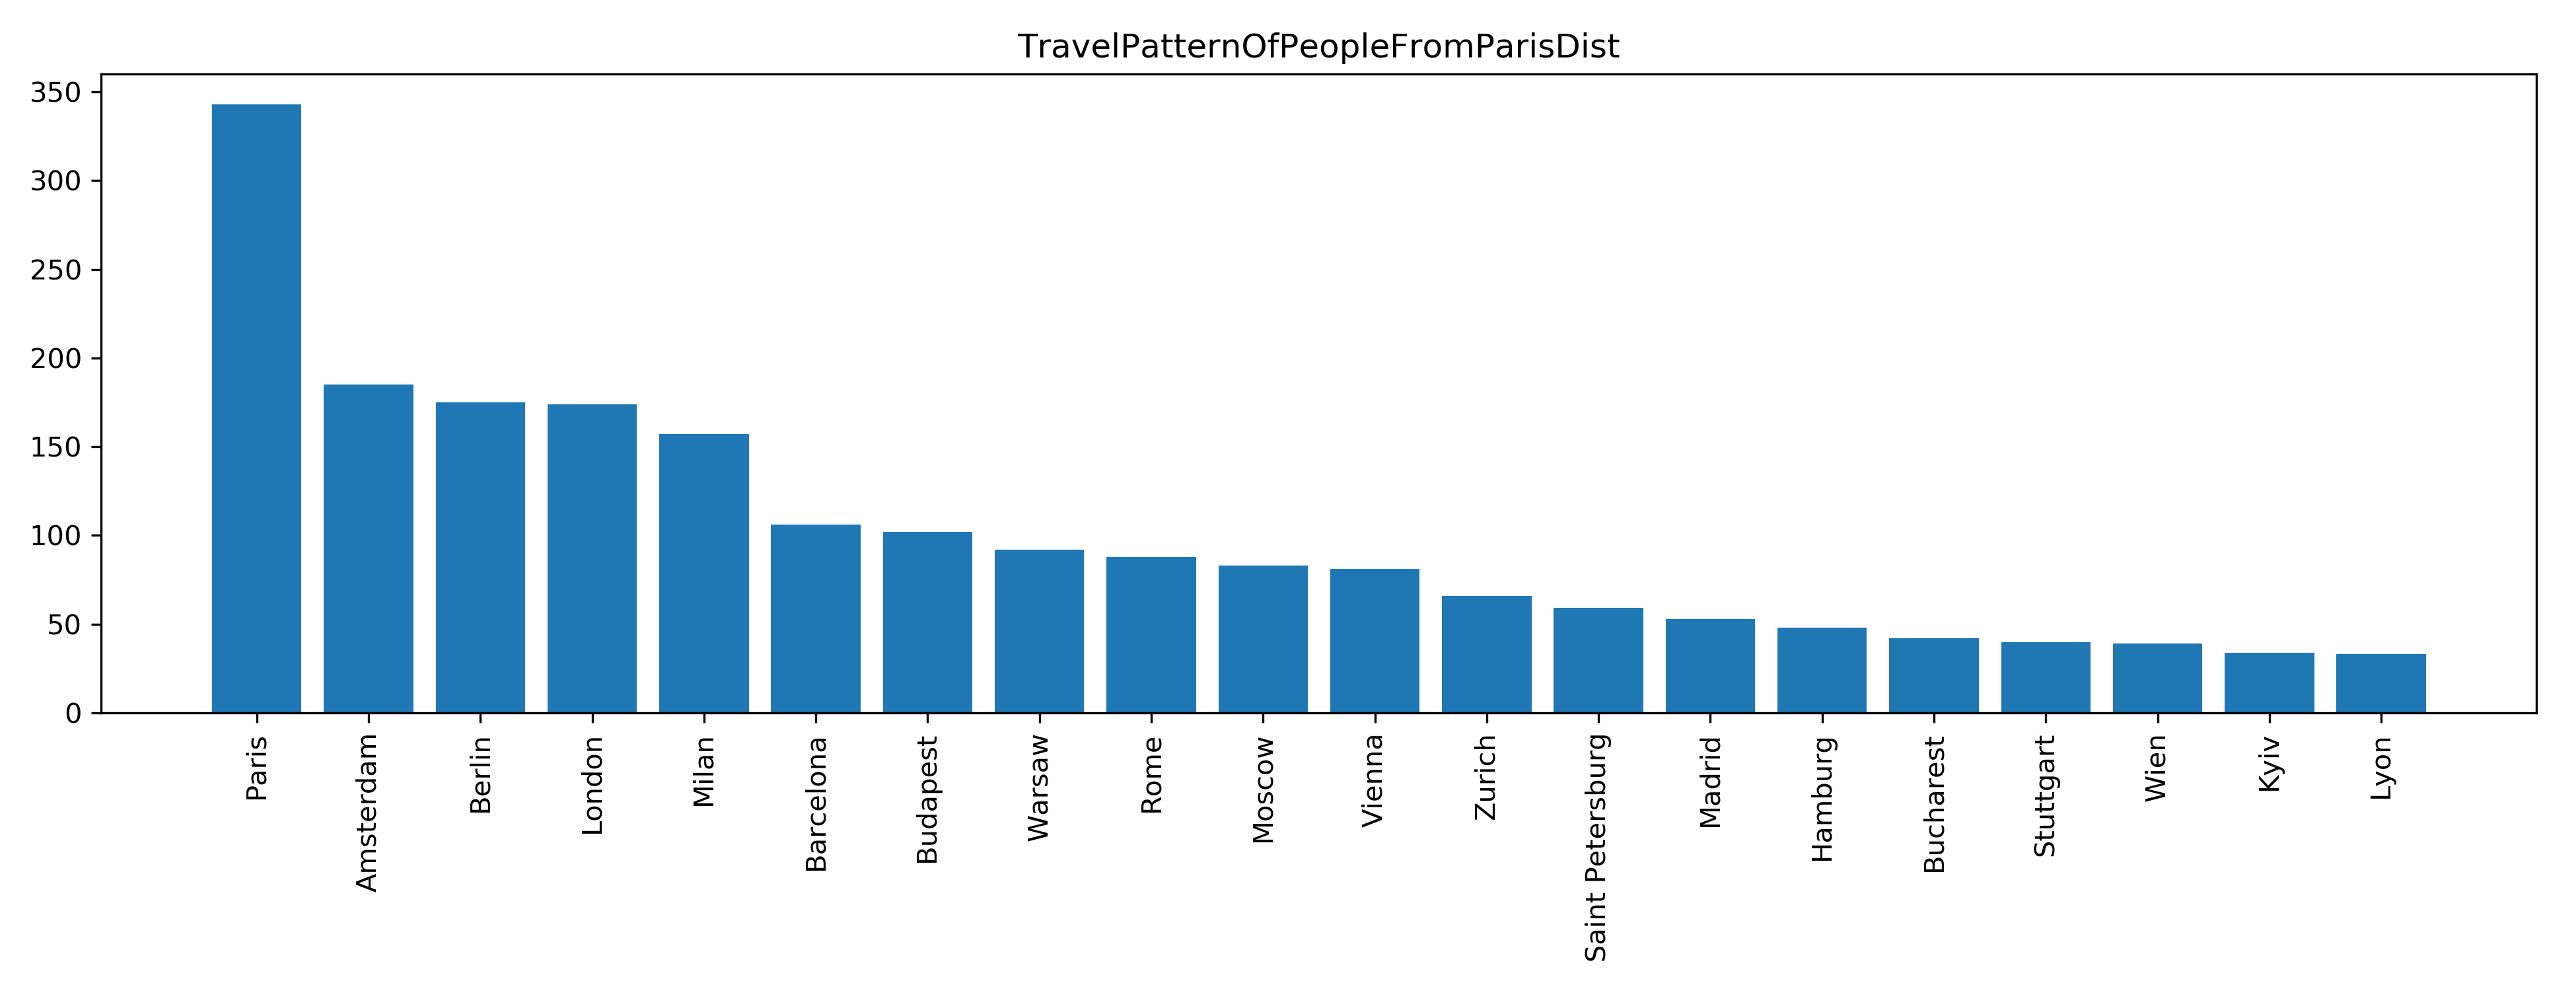 TravelPatternOfPeopleFromParisDist
350
300
250
200
150
100
50
0
Paris
Amsterdam
Berlin
London
Milan
Barcelona
Budapest
Warsaw
Rome
Moscow
Vienna
Zurich
Saint Petersburg
Madrid
Hamburg
Bucharest
Stuttgart
Wien
Kyiv
Lyon